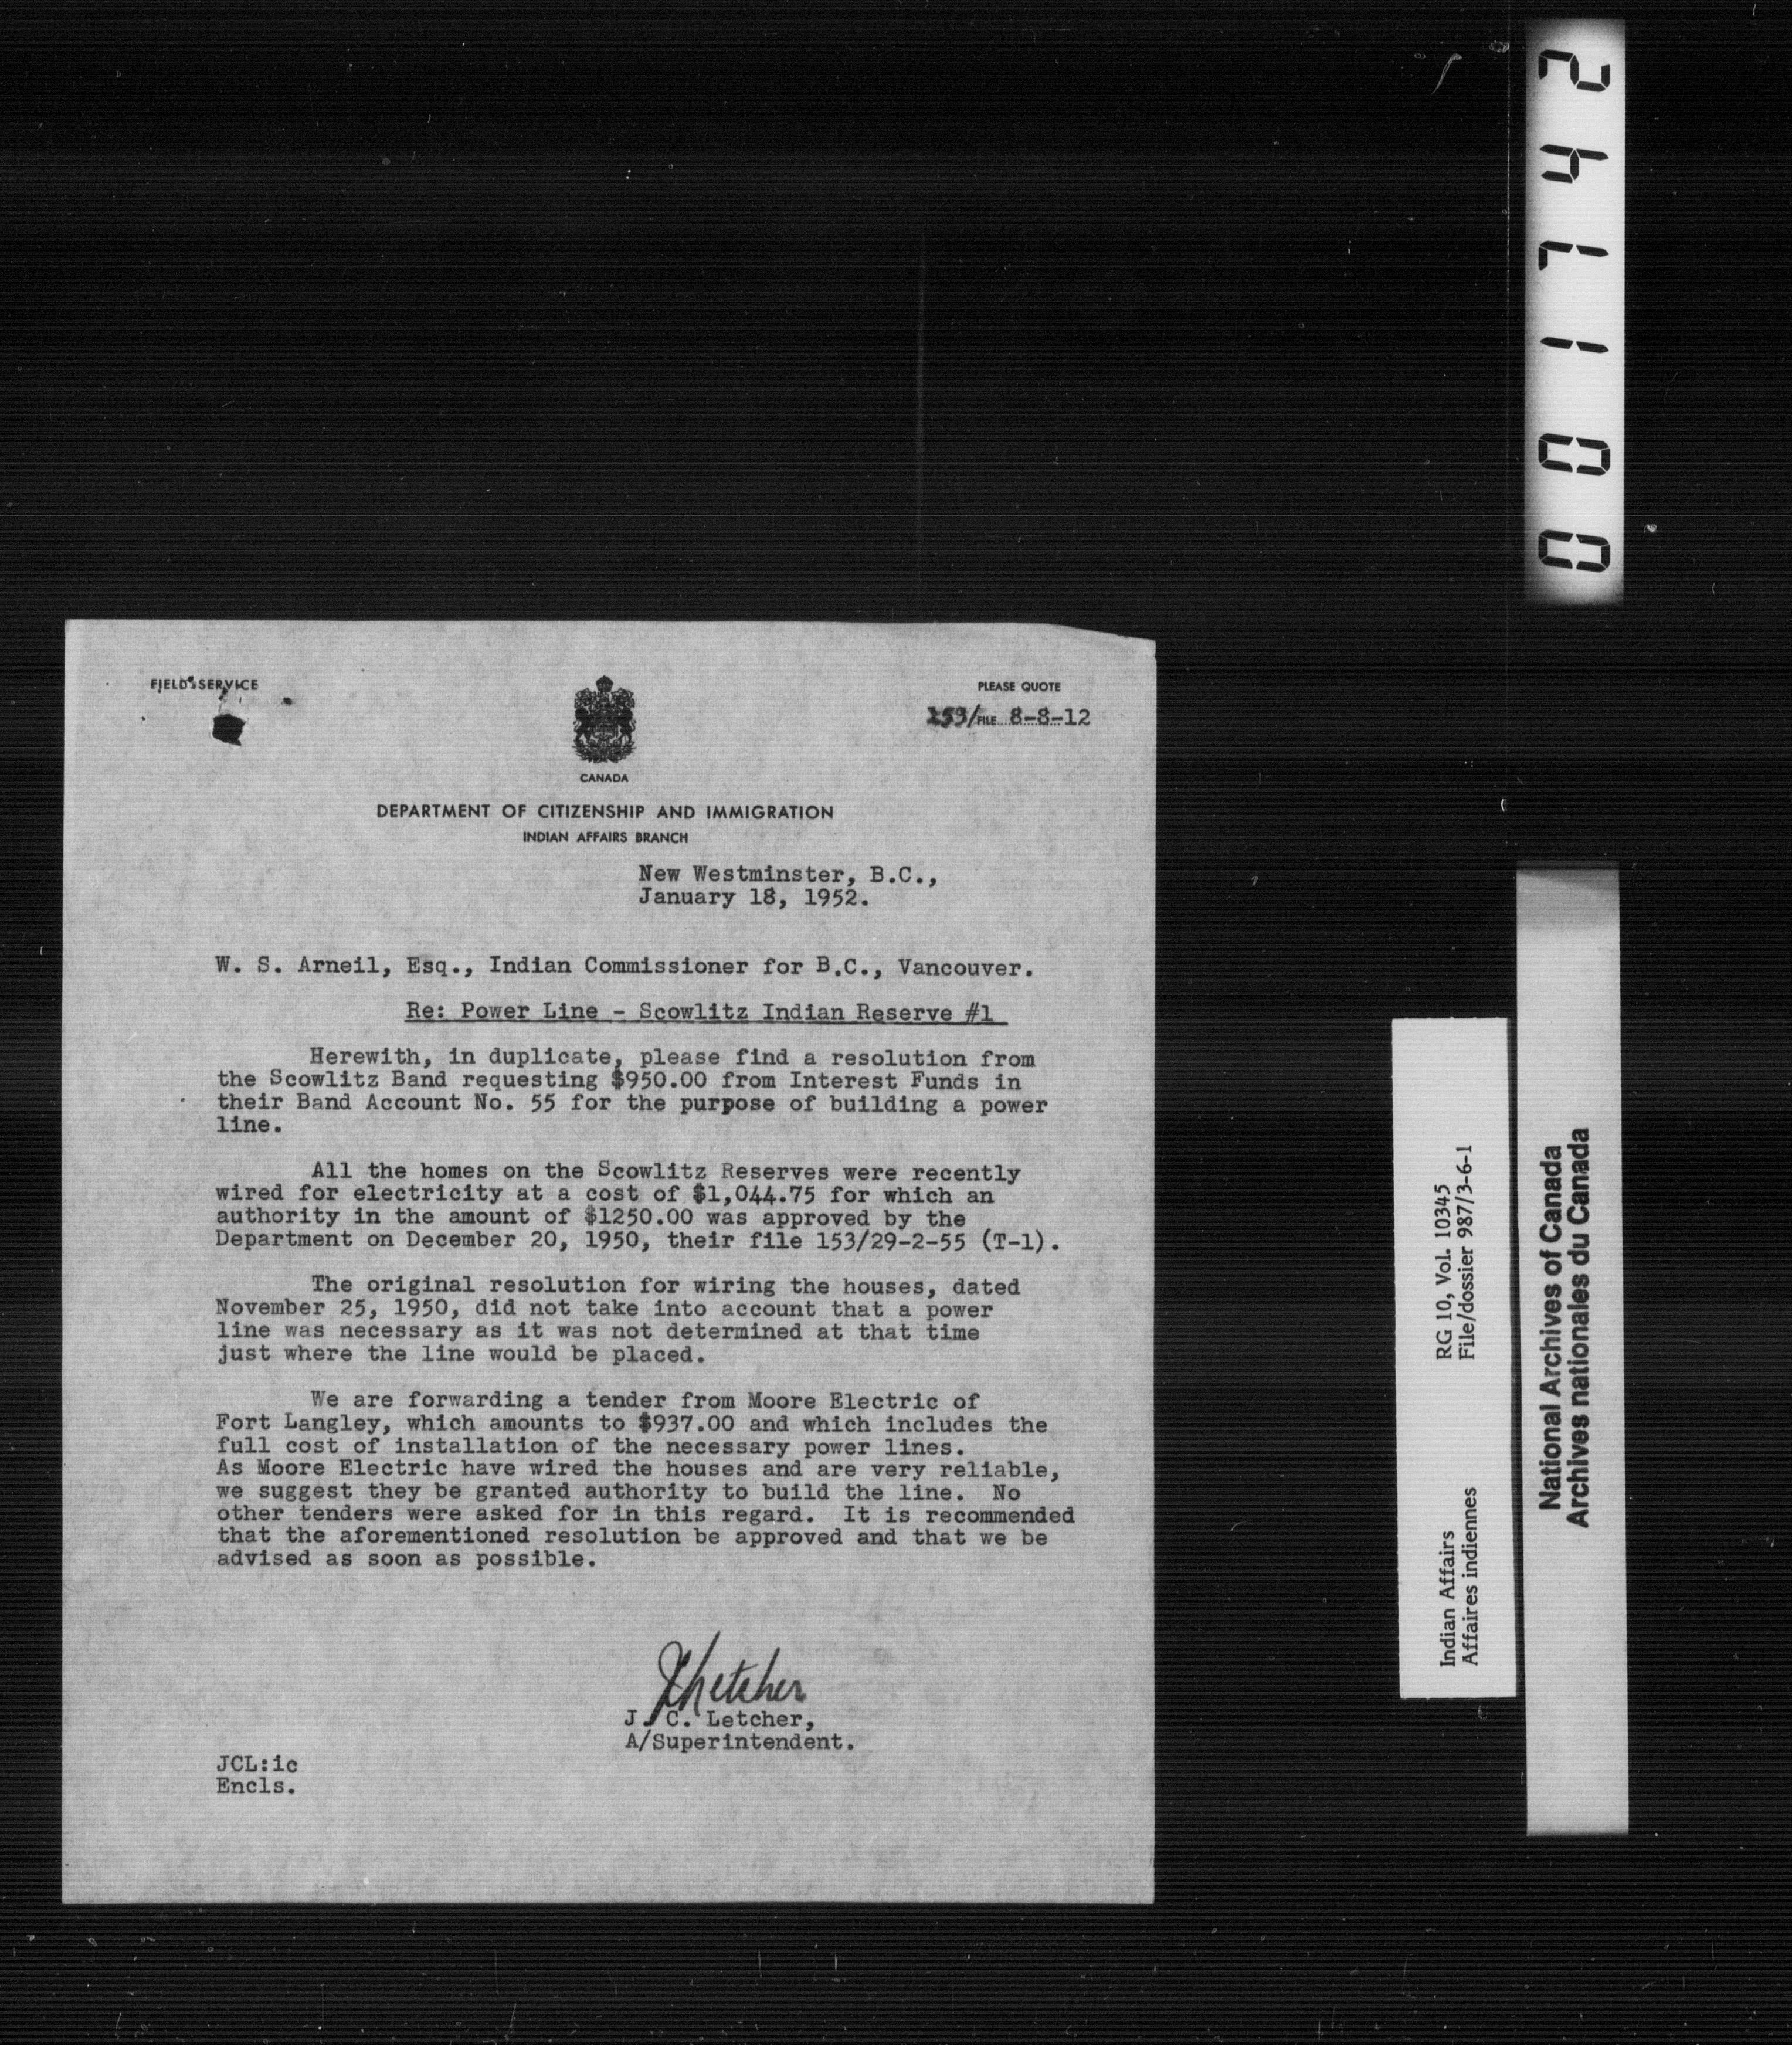 FIELD SERVICE
PLEASE QUOTE
153/FILE 8-8-12
CANADA
DEPARTMENT OF CITIZENSHIP AND IMMIGRATION
INDIAN AFFAIRS BRANCH
New Westminster, B.C.,
January 18, 1952.
W. S. Arneil, Esq., Indian Commissioner for B.C., Vancouver.
Re: Power Line - Scowlitz Indian Reserve #1
Herewith, in duplicate, please find a resolution from
the Scowlitz Band requesting $950.00 from Interest Funds in
their Band Account No. 55 for the purpose of building a power
line.
All the homes on the Scowlitz Reserves were recently
wired for electricity at a cost of $1,044.75 for which an
authority in the amount of $1250.00 was approved by the
Department on December 20, 1950, their file 153/29-2-55 (T-1).
The original resolution for wiring the houses, dated
November 25, 1950, did not take into account that a power
line was necessary as it was not determined at that time
just where the line would be placed.
We are forwarding a tender from Moore Electric of
Fort Langley, which amounts to $937.00 and which includes the
full cost of installation of the necessary power lines.
As Moore Electric have wired the houses and are very reliable,
we suggest they be granted authority to build the line. No
other tenders were asked for in this regard. It is recommended
that the aforementioned resolution be approved and that we be
advised as soon as possible.
JCLetcher
J. C. Letcher,
A/Superintendent.
JCL:ic
Encls.
001742
Indian Affairs RG 10, Vol. 10345
Affaires indiennes File/dossier 987/3-6-1
National Archives of Canada
Archives nationales du Canada